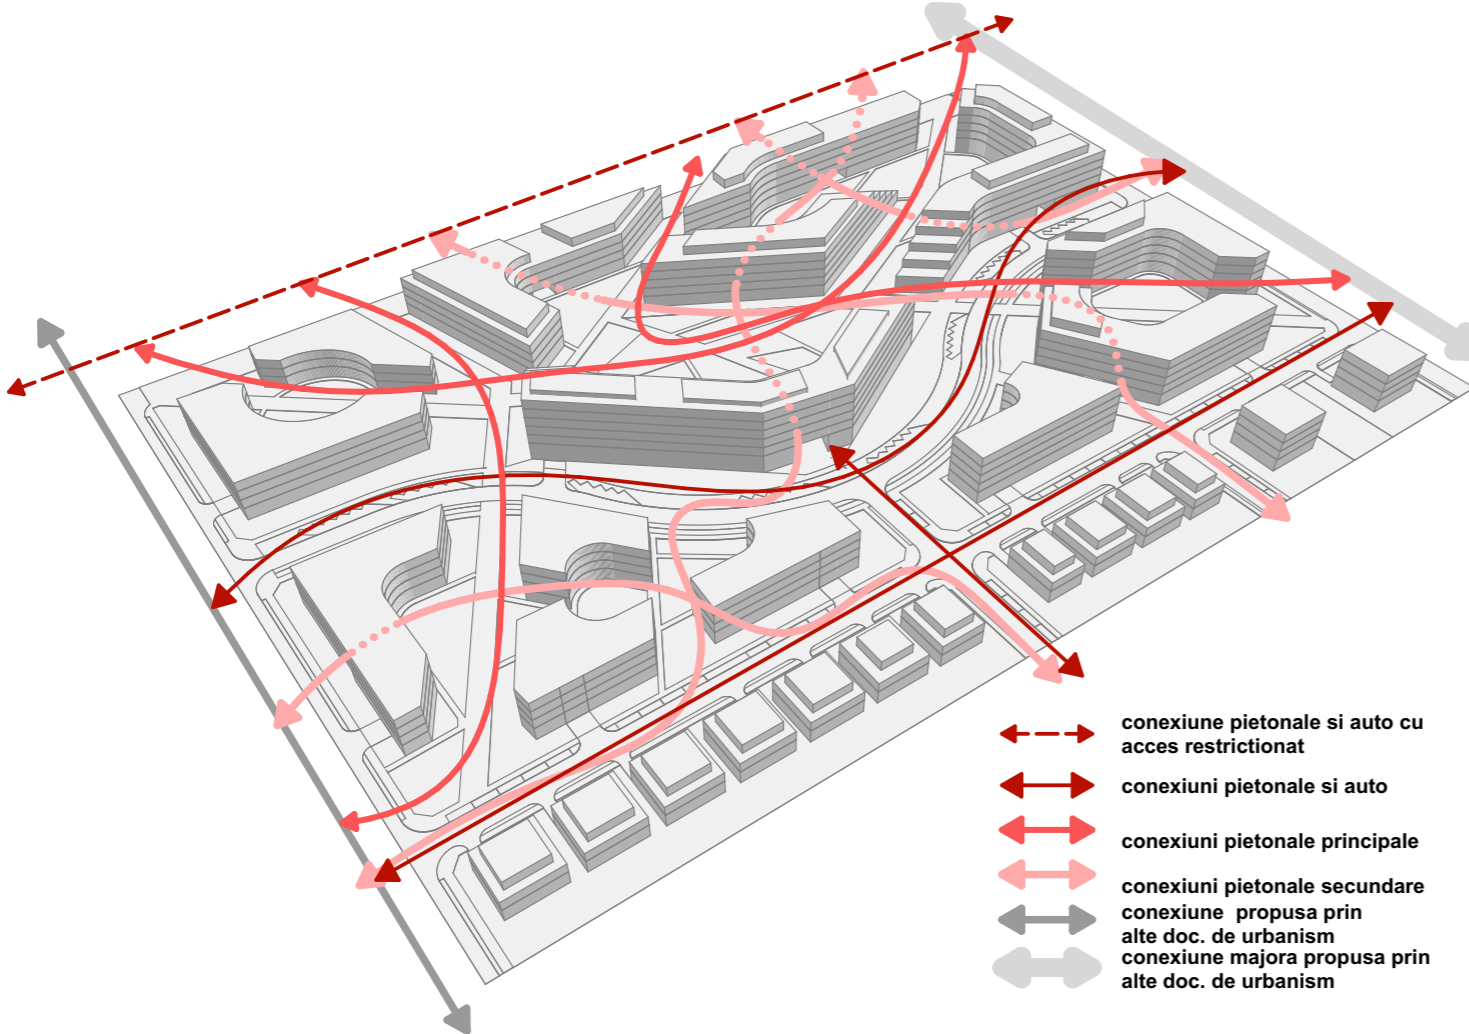 conexiune pietonale si auto cu
acces restrictionat
conexiuni pietonale si auto
conexiuni pietonale principale
conexiuni pietonale secundare
conexiune propusa prin
alte doc. de urbanism
conexiune majora propusa prin
alte doc. de urbanism